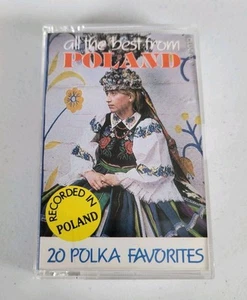 all the best from
POLAND
RECORDED IN
POLAND
20 POLKA FAVORITES